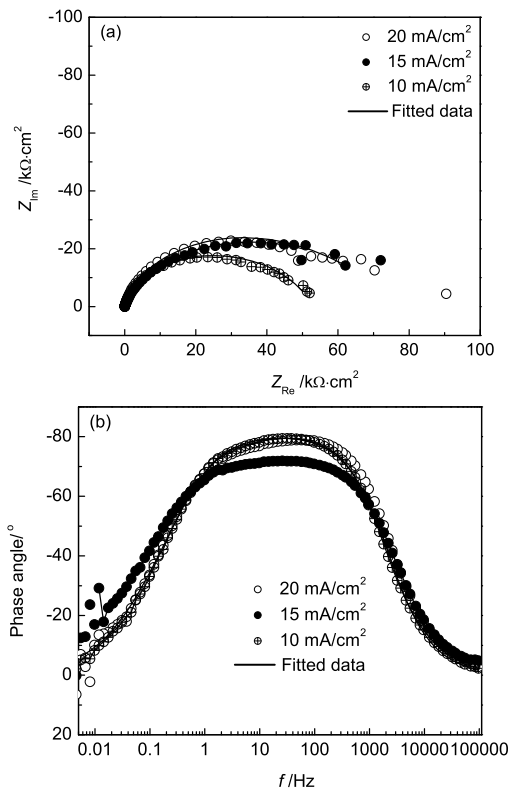 (a)
20 mA/cm²
15 mA/cm²
10 mA/cm²
Fitted data
Z_Im /kΩ·cm²
-100
-80
-60
-40
-20
0
0 20 40 60 80 100
Z_Re /kΩ·cm²
(b)
Phase angle/°
-80
-60
-40
-20
0
20
20 mA/cm²
15 mA/cm²
10 mA/cm²
Fitted data
0.01 0.1 1 10 100 1000 10000 100000
f /Hz